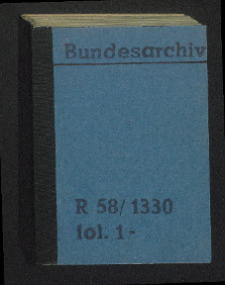 Bundesarchiv
R 58/1330
fol. 1-